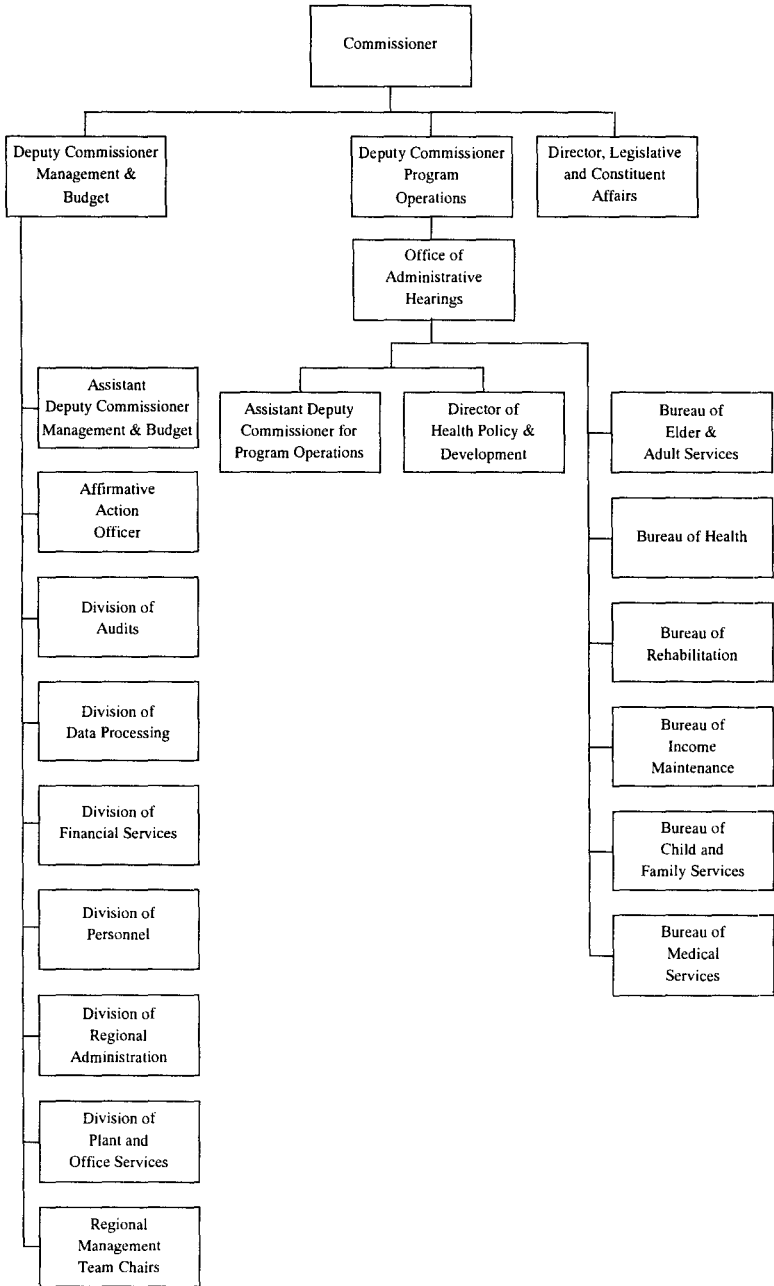 Commissioner
Deputy Commissioner
Management &
Budget
Deputy Commissioner
Program
Operations
Director, Legislative
and Constituent
Affairs
Office of
Administrative
Hearings
Assistant
Deputy Commissioner
Management & Budget
Affirmative
Action
Officer
Division of
Audits
Division of
Data Processing
Division of
Financial Services
Division of
Personnel
Division of
Regional
Administration
Division of
Plant and
Office Services
Regional
Management
Team Chairs
Assistant Deputy
Commissioner for
Program Operations
Director of
Health Policy &
Development
Bureau of
Elder &
Adult Services
Bureau of Health
Bureau of
Rehabilitation
Bureau of
Income
Maintenance
Bureau of
Child and
Family Services
Bureau of
Medical
Services